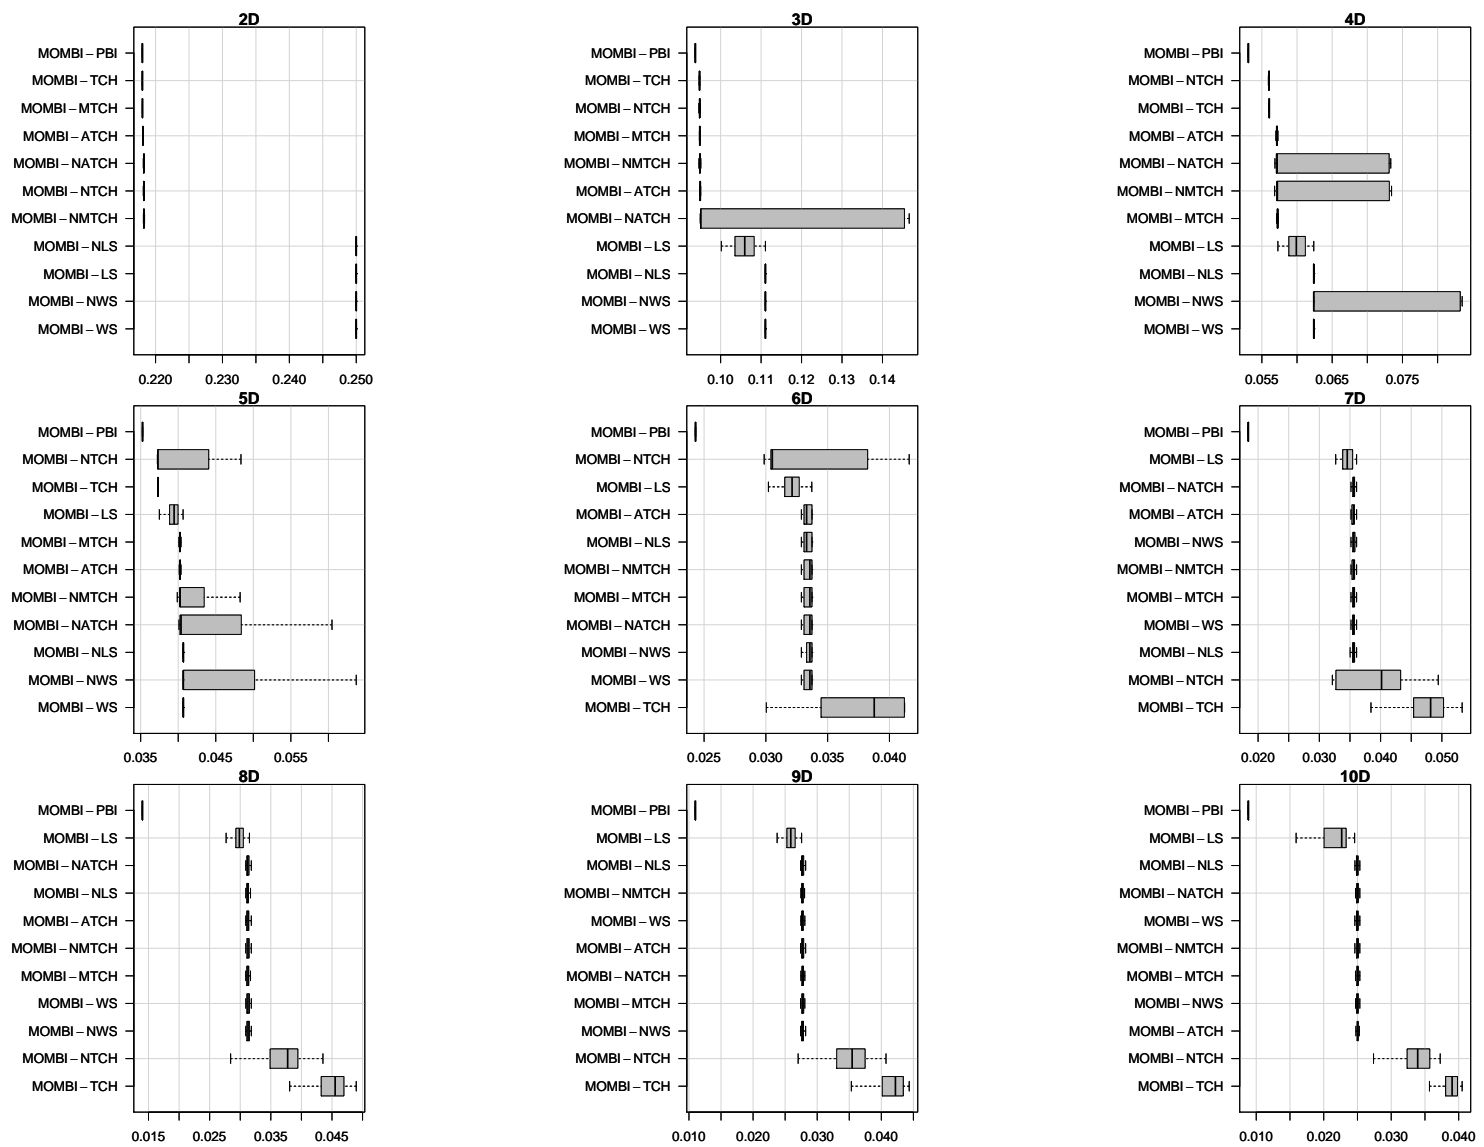 2D
MOMBI−PBI
MOMBI−TCH
MOMBI−MTCH
MOMBI−ATCH
MOMBI−NATCH
MOMBI−NTCH
MOMBI−NMTCH
MOMBI−NLS
MOMBI−LS
MOMBI−NWS
MOMBI−WS
0.220 0.230 0.240 0.250
3D
MOMBI−PBI
MOMBI−TCH
MOMBI−NTCH
MOMBI−MTCH
MOMBI−NMTCH
MOMBI−ATCH
MOMBI−NATCH
MOMBI−LS
MOMBI−NLS
MOMBI−NWS
MOMBI−WS
0.10 0.11 0.12 0.13 0.14
4D
MOMBI−PBI
MOMBI−NTCH
MOMBI−TCH
MOMBI−ATCH
MOMBI−NATCH
MOMBI−NMTCH
MOMBI−MTCH
MOMBI−LS
MOMBI−NLS
MOMBI−NWS
MOMBI−WS
0.055 0.065 0.075
5D
MOMBI−PBI
MOMBI−NTCH
MOMBI−TCH
MOMBI−LS
MOMBI−MTCH
MOMBI−ATCH
MOMBI−NMTCH
MOMBI−NATCH
MOMBI−NLS
MOMBI−NWS
MOMBI−WS
0.035 0.045 0.055
6D
MOMBI−PBI
MOMBI−NTCH
MOMBI−LS
MOMBI−ATCH
MOMBI−NLS
MOMBI−NMTCH
MOMBI−MTCH
MOMBI−NATCH
MOMBI−NWS
MOMBI−WS
MOMBI−TCH
0.025 0.030 0.035 0.040
7D
MOMBI−PBI
MOMBI−LS
MOMBI−NATCH
MOMBI−ATCH
MOMBI−NWS
MOMBI−NMTCH
MOMBI−MTCH
MOMBI−WS
MOMBI−NLS
MOMBI−NTCH
MOMBI−TCH
0.020 0.030 0.040 0.050
8D
MOMBI−PBI
MOMBI−LS
MOMBI−NATCH
MOMBI−NLS
MOMBI−ATCH
MOMBI−NMTCH
MOMBI−MTCH
MOMBI−WS
MOMBI−NWS
MOMBI−NTCH
MOMBI−TCH
0.015 0.025 0.035 0.045
9D
MOMBI−PBI
MOMBI−LS
MOMBI−NLS
MOMBI−NMTCH
MOMBI−WS
MOMBI−ATCH
MOMBI−NATCH
MOMBI−MTCH
MOMBI−NWS
MOMBI−NTCH
MOMBI−TCH
0.010 0.020 0.030 0.040
10D
MOMBI−PBI
MOMBI−LS
MOMBI−NLS
MOMBI−NATCH
MOMBI−WS
MOMBI−NMTCH
MOMBI−MTCH
MOMBI−NWS
MOMBI−ATCH
MOMBI−NTCH
MOMBI−TCH
0.010 0.020 0.030 0.040